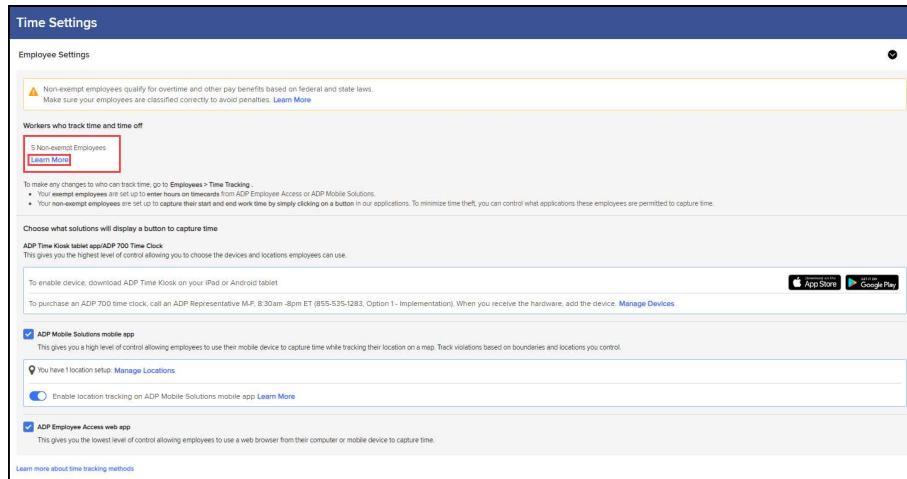 Time Settings
Employee Settings
Non-exempt employees qualify for overtime and other pay benefits based on federal and state laws.
Make sure your employees are classified correctly to avoid penalties. Learn More
Workers who track time and time off
5 Non-exempt Employees
Learn More
To make any changes to who can track time, go to Employees > Time Tracking .
• Your exempt employees are set up to enter hours on timecards from ADP Employee Access or ADP Mobile Solutions.
• Your non-exempt employees are set up to capture their start and end work time by simply clicking on a button in our applications. To minimize time theft, you can control what applications these employees are permitted to capture time.
Choose what solutions will display a button to capture time
ADP Time Kiosk tablet app/ADP 700 Time Clock
This gives you the highest level of control allowing you to choose the devices and locations employees can use.
To enable device, download ADP Time Kiosk on your iPad or Android tablet
Download on the App Store GET IT ON Google Play
To purchase an ADP 700 time clock, call an ADP Representative M-F, 8:30am -8pm ET (855-535-1283, Option 1 - Implementation). When you receive the hardware, add the device. Manage Devices
ADP Mobile Solutions mobile app
This gives you a high level of control allowing employees to use their mobile device to capture time while tracking their location on a map. Track violations based on boundaries and locations you control.
You have 1 location setup. Manage Locations
Enable location tracking on ADP Mobile Solutions mobile app Learn More
ADP Employee Access web app
This gives you the lowest level of control allowing employees to use a web browser from their computer or mobile device to capture time.
Learn more about time tracking methods